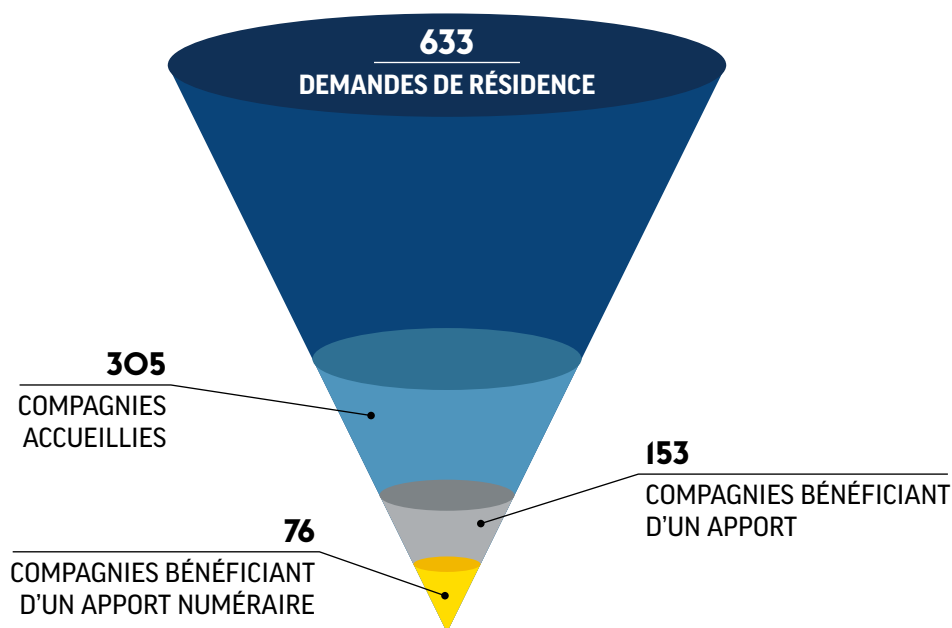 633
DEMANDES DE RÉSIDENCE
305
COMPAGNIES
ACCUEILLIES
153
COMPAGNIES BÉNÉFICIANT
D'UN APPORT
76
COMPAGNIES BÉNÉFICIANT
D'UN APPORT NUMÉRAIRE